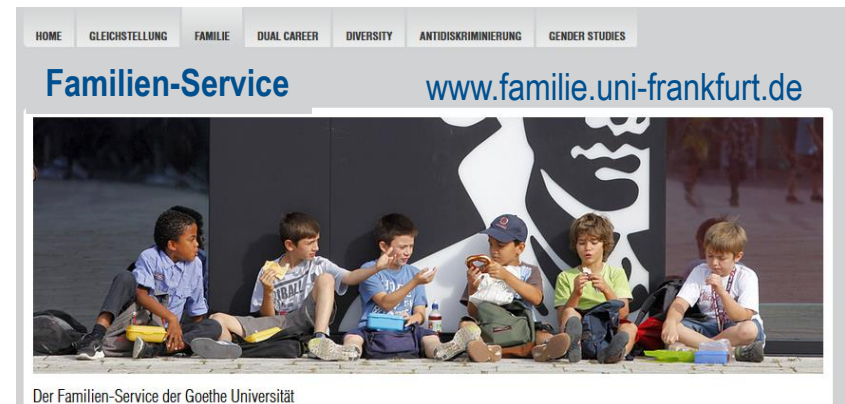 HOME GLEICHSTELLUNG FAMILIE DUAL CAREER DIVERSITY ANTIDISKRIMINIERUNG GENDER STUDIES
Familien-Service www.familie.uni-frankfurt.de
Der Familien-Service der Goethe Universität